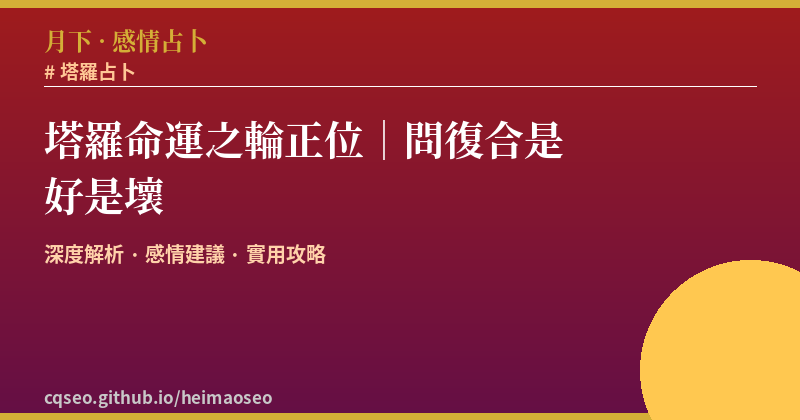 月下 · 感情占卜
# 塔羅占卜
塔羅命運之輪正位｜問復合是
好是壞
深度解析 · 感情建議 · 實用攻略
cqseo.github.io/heimaoseo